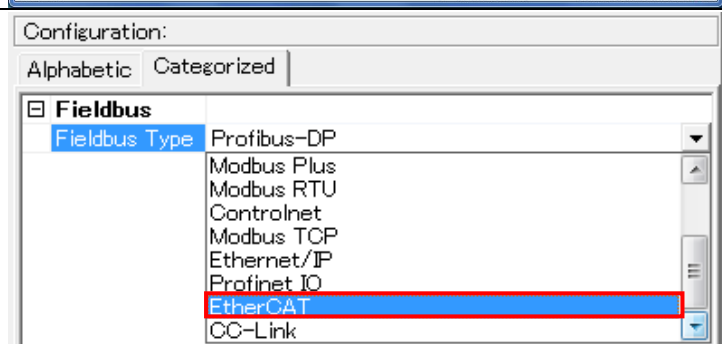 Configuration:
Alphabetic Categorized
Fieldbus
Fieldbus Type Profibus-DP
Modbus Plus
Modbus RTU
Controlnet
Modbus TCP
Ethernet/IP
Profinet IO
EtherCAT
CC-Link